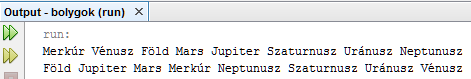 Output - bolygok (run)
run:
Merkúr Vénusz Föld Mars Jupiter Szaturnusz Uránusz Neptunusz
Föld Jupiter Mars Merkúr Neptunusz Szaturnusz Uránusz Vénusz